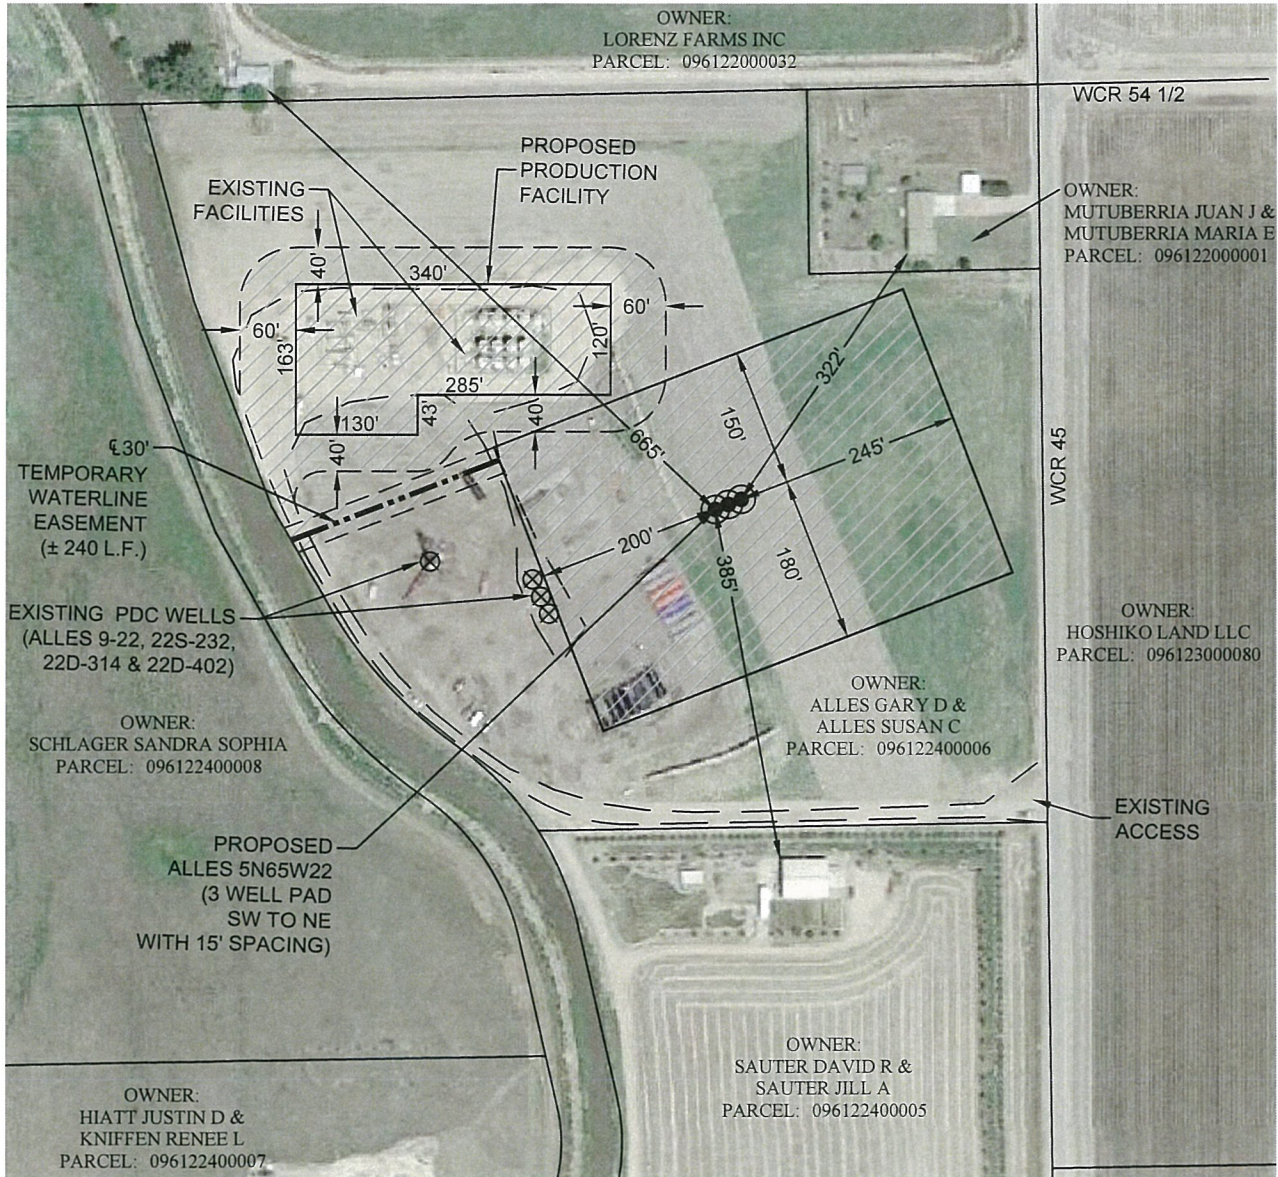 OWNER:
LORENZ FARMS INC
PARCEL: 096122000032
WCR 54 1/2
PROPOSED
PRODUCTION
FACILITY
EXISTING
FACILITIES
OWNER:
MUTUBERRIA JUAN J &
MUTUBERRIA MARIA E
PARCEL: 096122000001
40'
340'
60'
60'
163'
120'
285'
43'
40'
130'
40'
322'
150'
665'
245'
WCR 45
℄30'
TEMPORARY
WATERLINE
EASEMENT
(± 240 L.F.)
200'
385'
180'
EXISTING PDC WELLS
(ALLES 9-22, 22S-232,
22D-314 & 22D-402)
OWNER:
HOSHIKO LAND LLC
PARCEL: 096123000080
OWNER:
ALLES GARY D &
ALLES SUSAN C
PARCEL: 096122400006
OWNER:
SCHLAGER SANDRA SOPHIA
PARCEL: 096122400008
EXISTING
ACCESS
PROPOSED
ALLES 5N65W22
(3 WELL PAD
SW TO NE
WITH 15' SPACING)
OWNER:
SAUTER DAVID R &
SAUTER JILL A
PARCEL: 096122400005
OWNER:
HIATT JUSTIN D &
KNIFFEN RENEE L
PARCEL: 096122400007